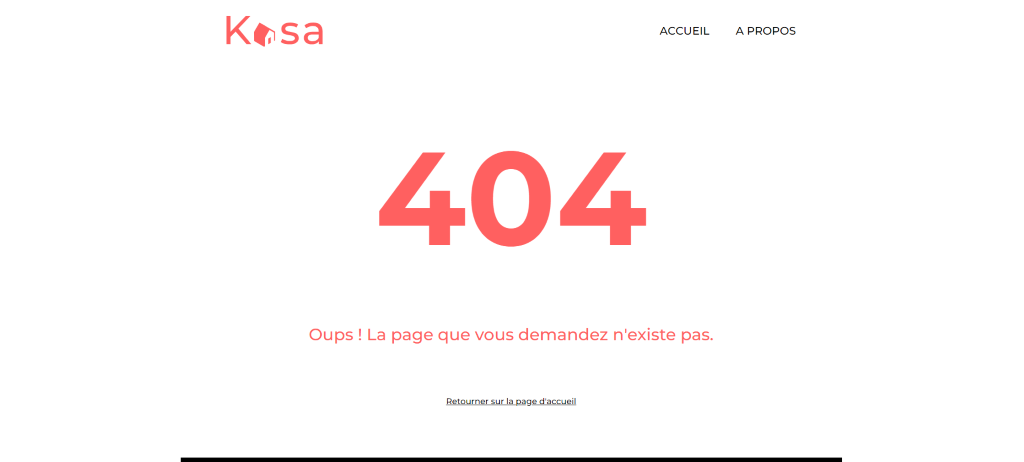 Kasa
ACCUEIL A PROPOS
404
Oups ! La page que vous demandez n'existe pas.
Retourner sur la page d'accueil